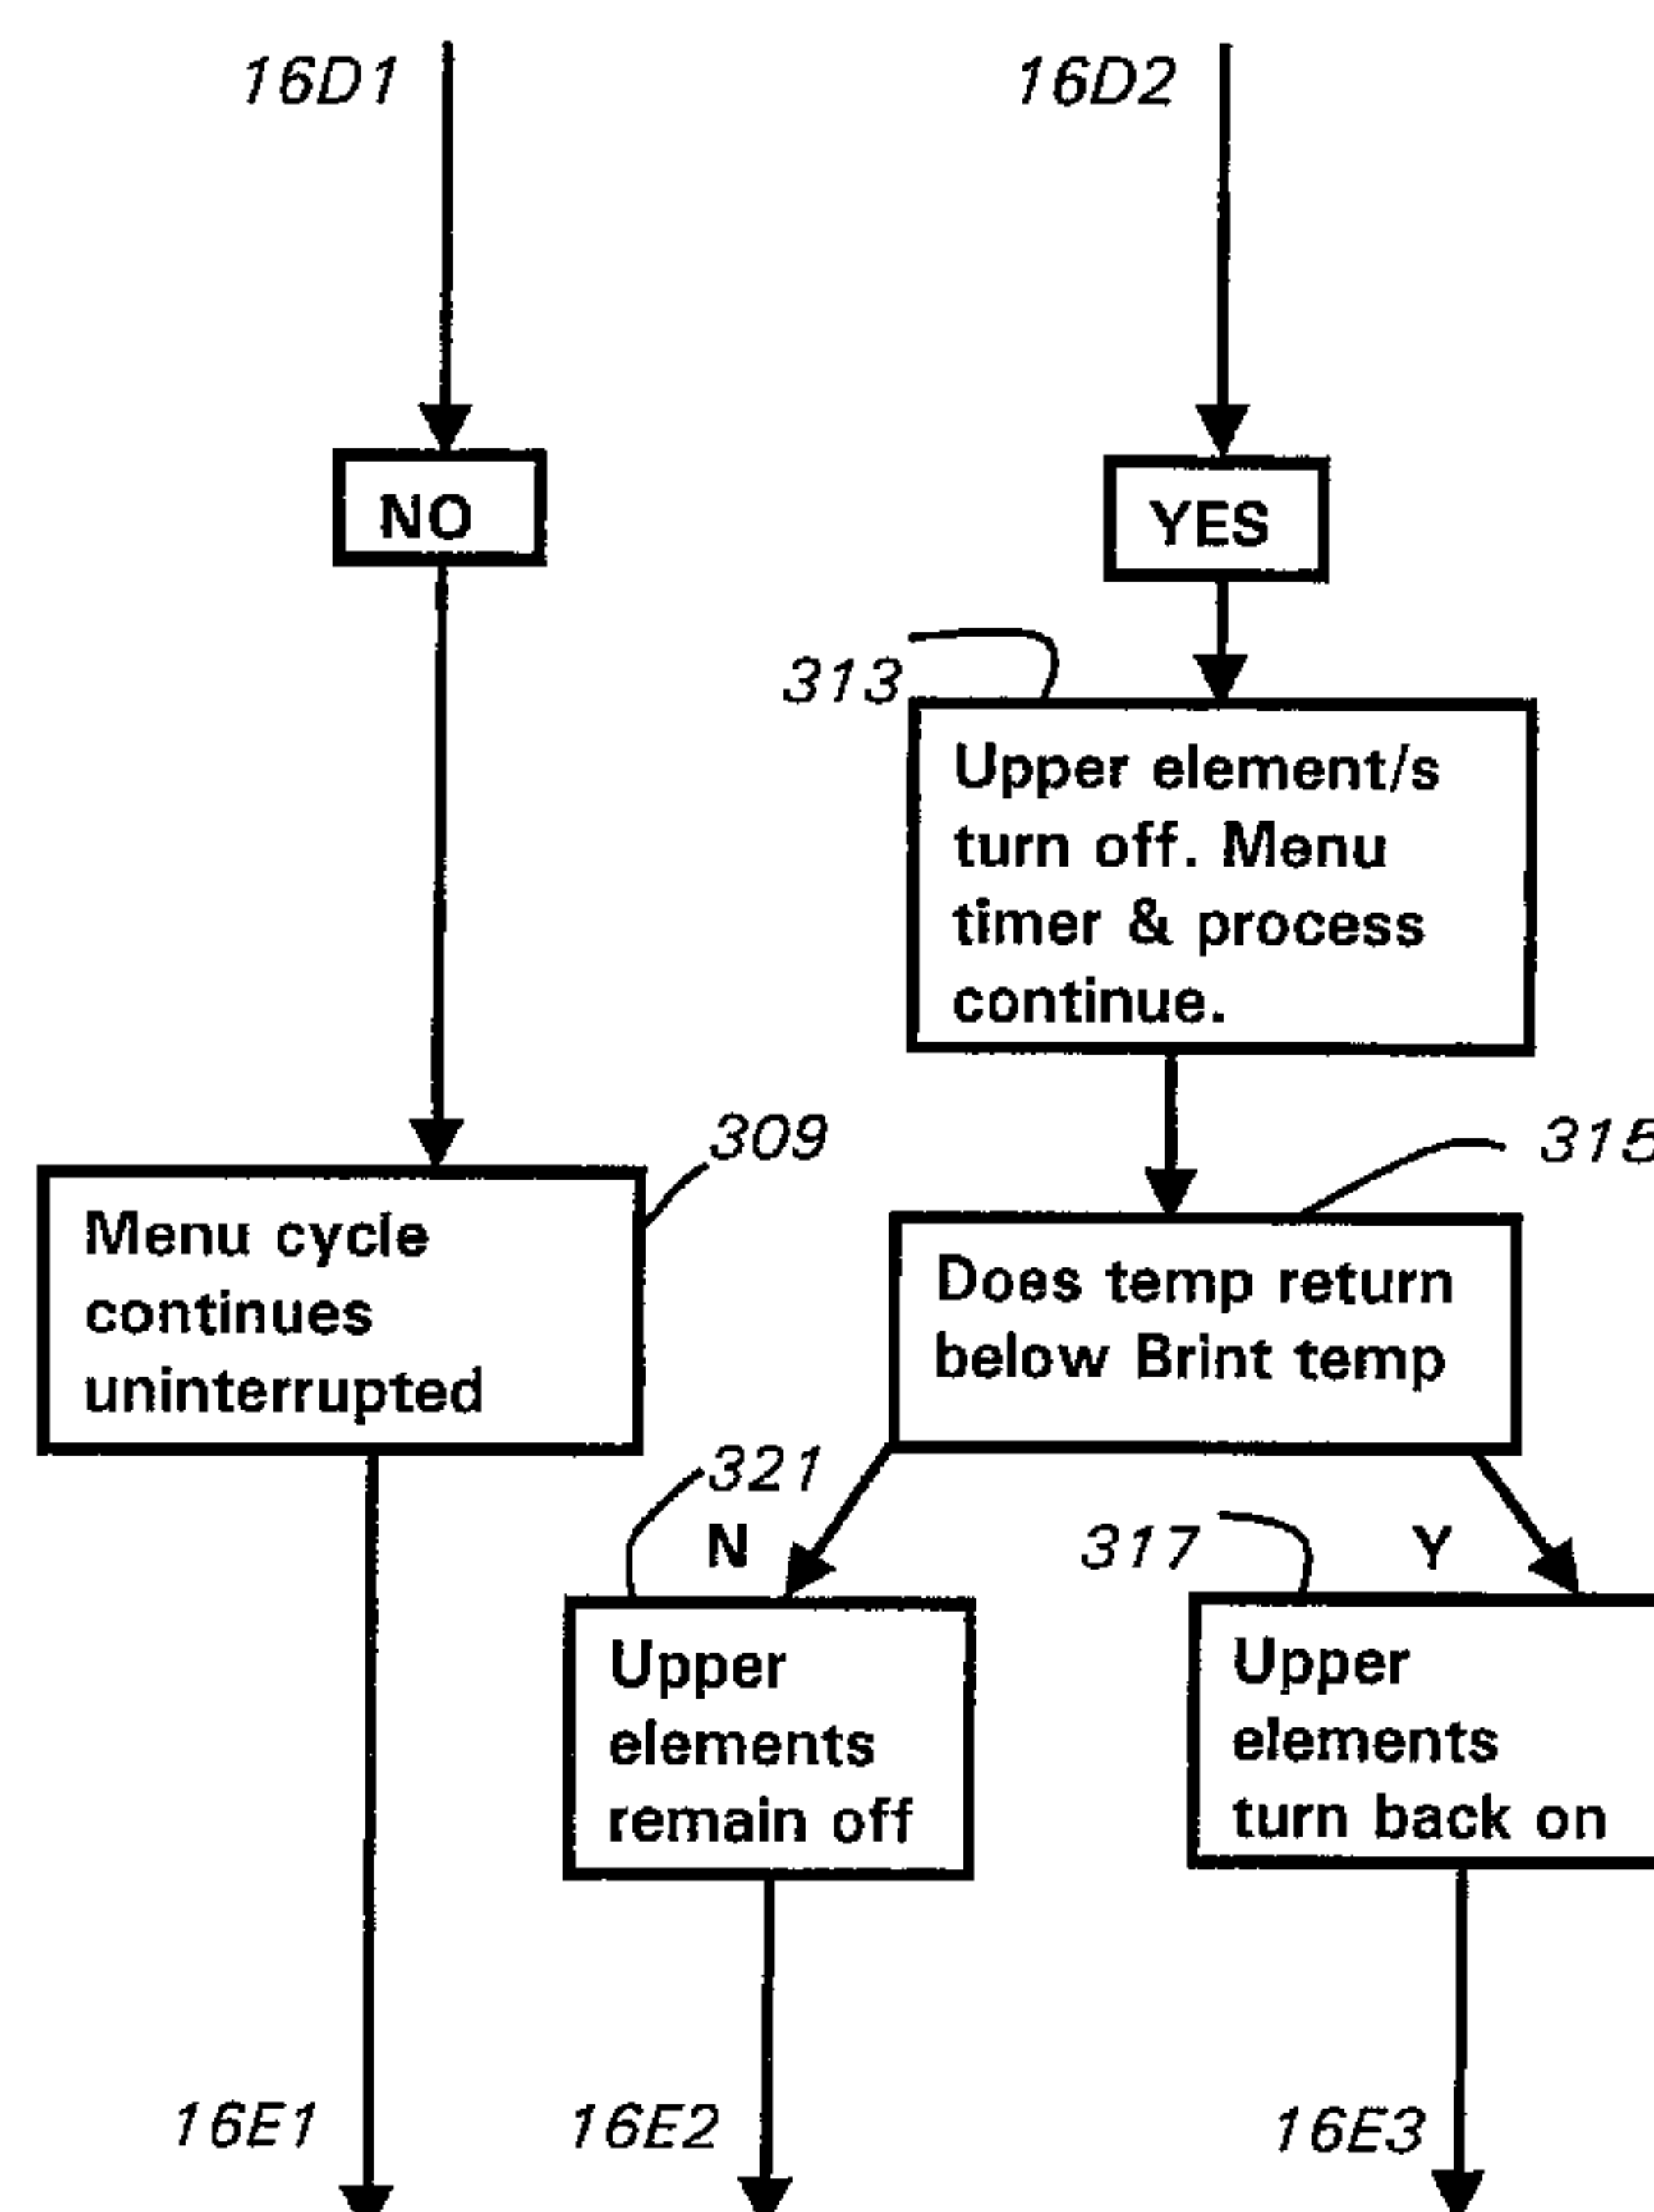 16D1
16D2
NO
YES
313
Upper element/s
turn off. Menu
timer & process
continue.
309
315
Menu cycle
continues
uninterrupted
Does temp return
below Brint temp
321
N
317
Y
Upper
elements
remain off
Upper
elements
turn back on
16E1
16E2
16E3